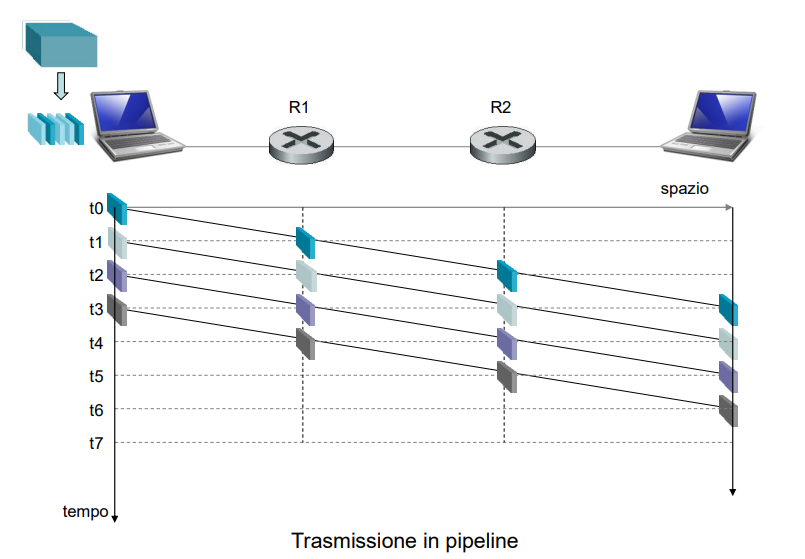 R1
R2
spazio
t0
t1
t2
t3
t4
t5
t6
t7
tempo
Trasmissione in pipeline